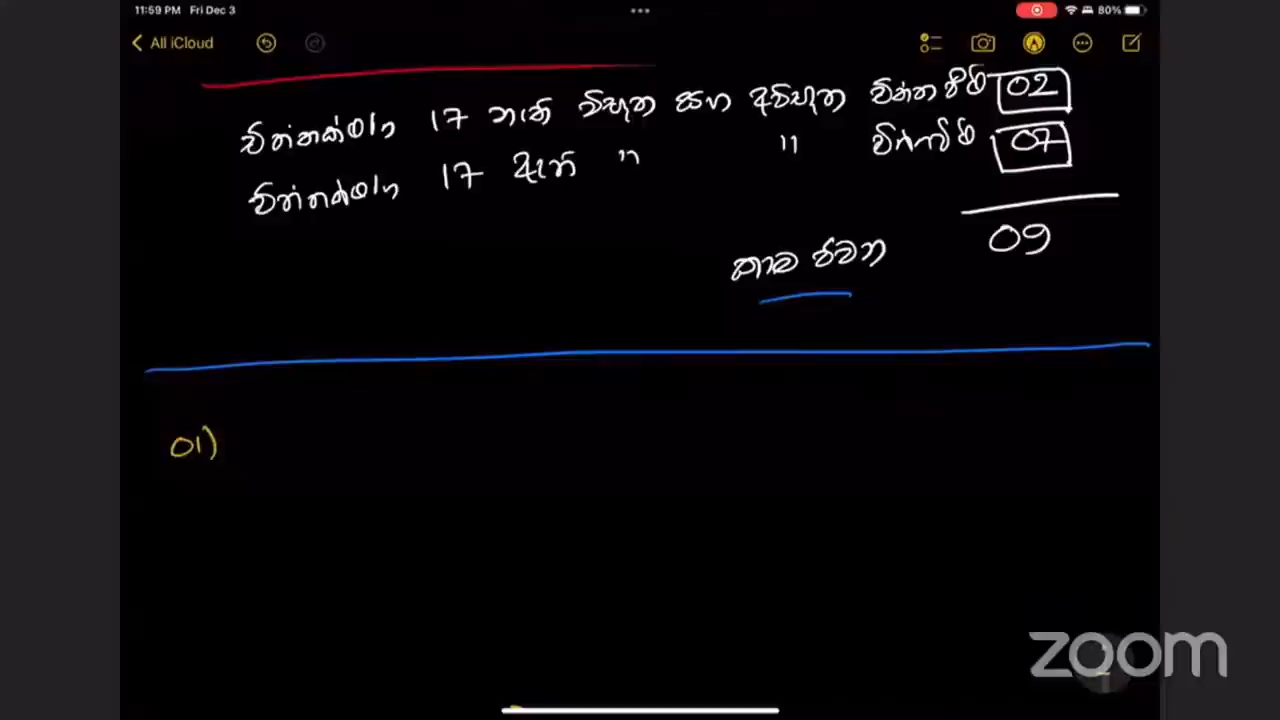 11:59 PM Fri Dec 3
80%
All iCloud
චිත්තක්ෂණ 17 නැති විභූත සහ අවිභූත චිත්ත වීථි 02
චිත්තක්ෂණ 17 ඇති " " 07
කාම ජවන 09
01)
zoom